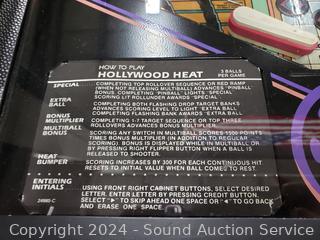 HOW TO PLAY
HOLLYWOOD HEAT
3 BALLS
PER GAME
SPECIAL
COMPLETING TOP ROLLOVER SEQUENCE OR RED RAMP
(WHEN NOT RELEASING MULTIBALL) ADVANCES "PINBALL"
BONUS. COMPLETING "PINBALL" LIGHTS "SPECIAL"
SCORING LIT ROLLUNDER AWARDS "SPECIAL".
EXTRA
BALL
COMPLETING BOTH FLASHING DROP TARGET BANKS
ADVANCES SCORING LEVEL TO LIGHT "EXTRA BALL".
COMPLETING FLASHING BANK AWARDS "EXTRA BALL".
BONUS
MULTIPLIER
COMPLETING TARGET SEQUENCE OR TOP THREE
ROLLOVERS ADVANCES BONUS MULTIPLIER.
MULTIBALL
BONUS
SCORING ANY SWITCH IN MULTIBALL SCORES 1500 POINTS
TIMES BONUS MULTIPLIER (IN ADDITION TO REGULAR
SCORING). BONUS IS DISPLAYED WHILE IN MULTIBALL OR
BY PRESSING RIGHT FLIPPER BUTTON WHEN A BALL IS
RELEASED TO SHOOTER.
"HEAT"
BUMPER
SCORING INCREASES BY 300 FOR EACH CONTINUOUS HIT
RESETS TO INITIAL VALUE WHEN BALL COMES TO REST.
ENTERING
INITIALS
USING FRONT RIGHT CABINET BUTTONS, SELECT DESIRED
LETTER. ENTER LETTER BY PRESSING CREDIT BUTTON.
SELECT "►" TO SKIP AHEAD ONE SPACE OR "◄" TO GO BACK
AND ERASE ONE SPACE.
Copyright 2024 - Sound Auction Service